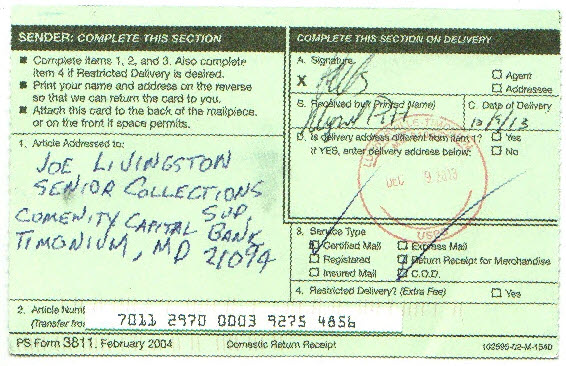 SENDER: COMPLETE THIS SECTION
■ Complete items 1, 2, and 3. Also complete
item 4 if Restricted Delivery is desired.
■ Print your name and address on the reverse
so that we can return the card to you.
■ Attach this card to the back of the mailpiece,
or on the front if space permits.
1. Article Addressed to:
JOE LIVINGSTON
SENIOR COLLECTIONS
SUP.
COMENITY CAPITAL BANK
TIMONIUM, MD 21094
2. Article Num
(Transfer fro
7011 2970 0003 9275 4856
COMPLETE THIS SECTION ON DELIVERY
A. Signature
X
Agent
Addressee
B. Received by (Printed Name)
C. Date of Delivery
D. Is delivery address different from item 1? Yes
If YES, enter delivery address below: No
DEC 9 2013
USPS
3. Service Type
Certified Mail Express Mail
Registered Return Receipt for Merchandise
Insured Mail C.O.D.
4. Restricted Delivery? (Extra Fee) Yes
PS Form 3811, February 2004 Domestic Return Receipt 102595-02-M-1540